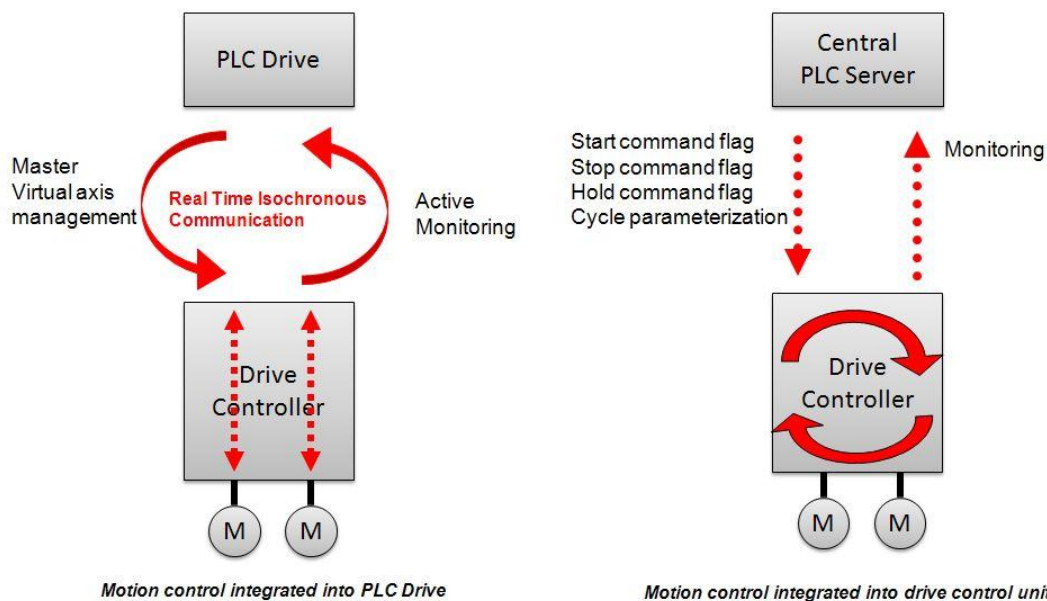 PLC Drive
Master
Virtual axis
management
Real Time Isochronous
Communication
Active
Monitoring
Drive
Controller
M
M
Motion control integrated into PLC Drive
Central
PLC Server
Start command flag
Stop command flag
Hold command flag
Cycle parameterization
Monitoring
Drive
Controller
M
M
Motion control integrated into drive control unit